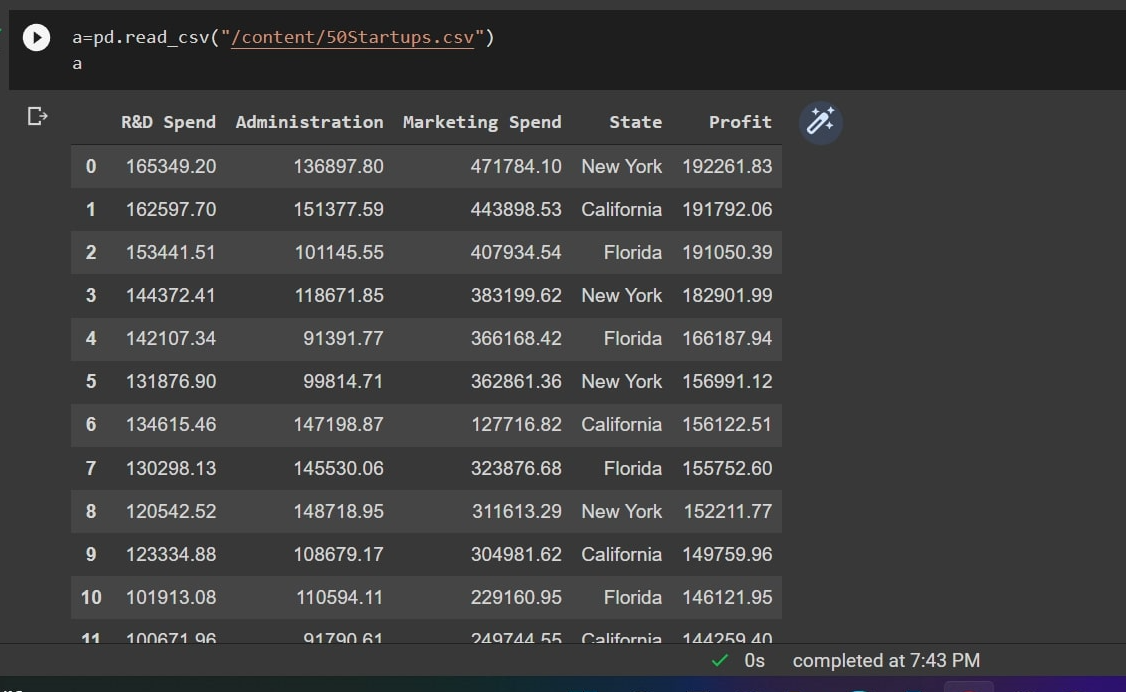 a=pd.read_csv("/content/50Startups.csv")
a
R&D Spend Administration Marketing Spend State Profit
0 165349.20 136897.80 471784.10 New York 192261.83
1 162597.70 151377.59 443898.53 California 191792.06
2 153441.51 101145.55 407934.54 Florida 191050.39
3 144372.41 118671.85 383199.62 New York 182901.99
4 142107.34 91391.77 366168.42 Florida 166187.94
5 131876.90 99814.71 362861.36 New York 156991.12
6 134615.46 147198.87 127716.82 California 156122.51
7 130298.13 145530.06 323876.68 Florida 155752.60
8 120542.52 148718.95 311613.29 New York 152211.77
9 123334.88 108679.17 304981.62 California 149759.96
10 101913.08 110594.11 229160.95 Florida 146121.95
11 100671.96 91790.61 249744.55 California 144259.40
0s completed at 7:43 PM